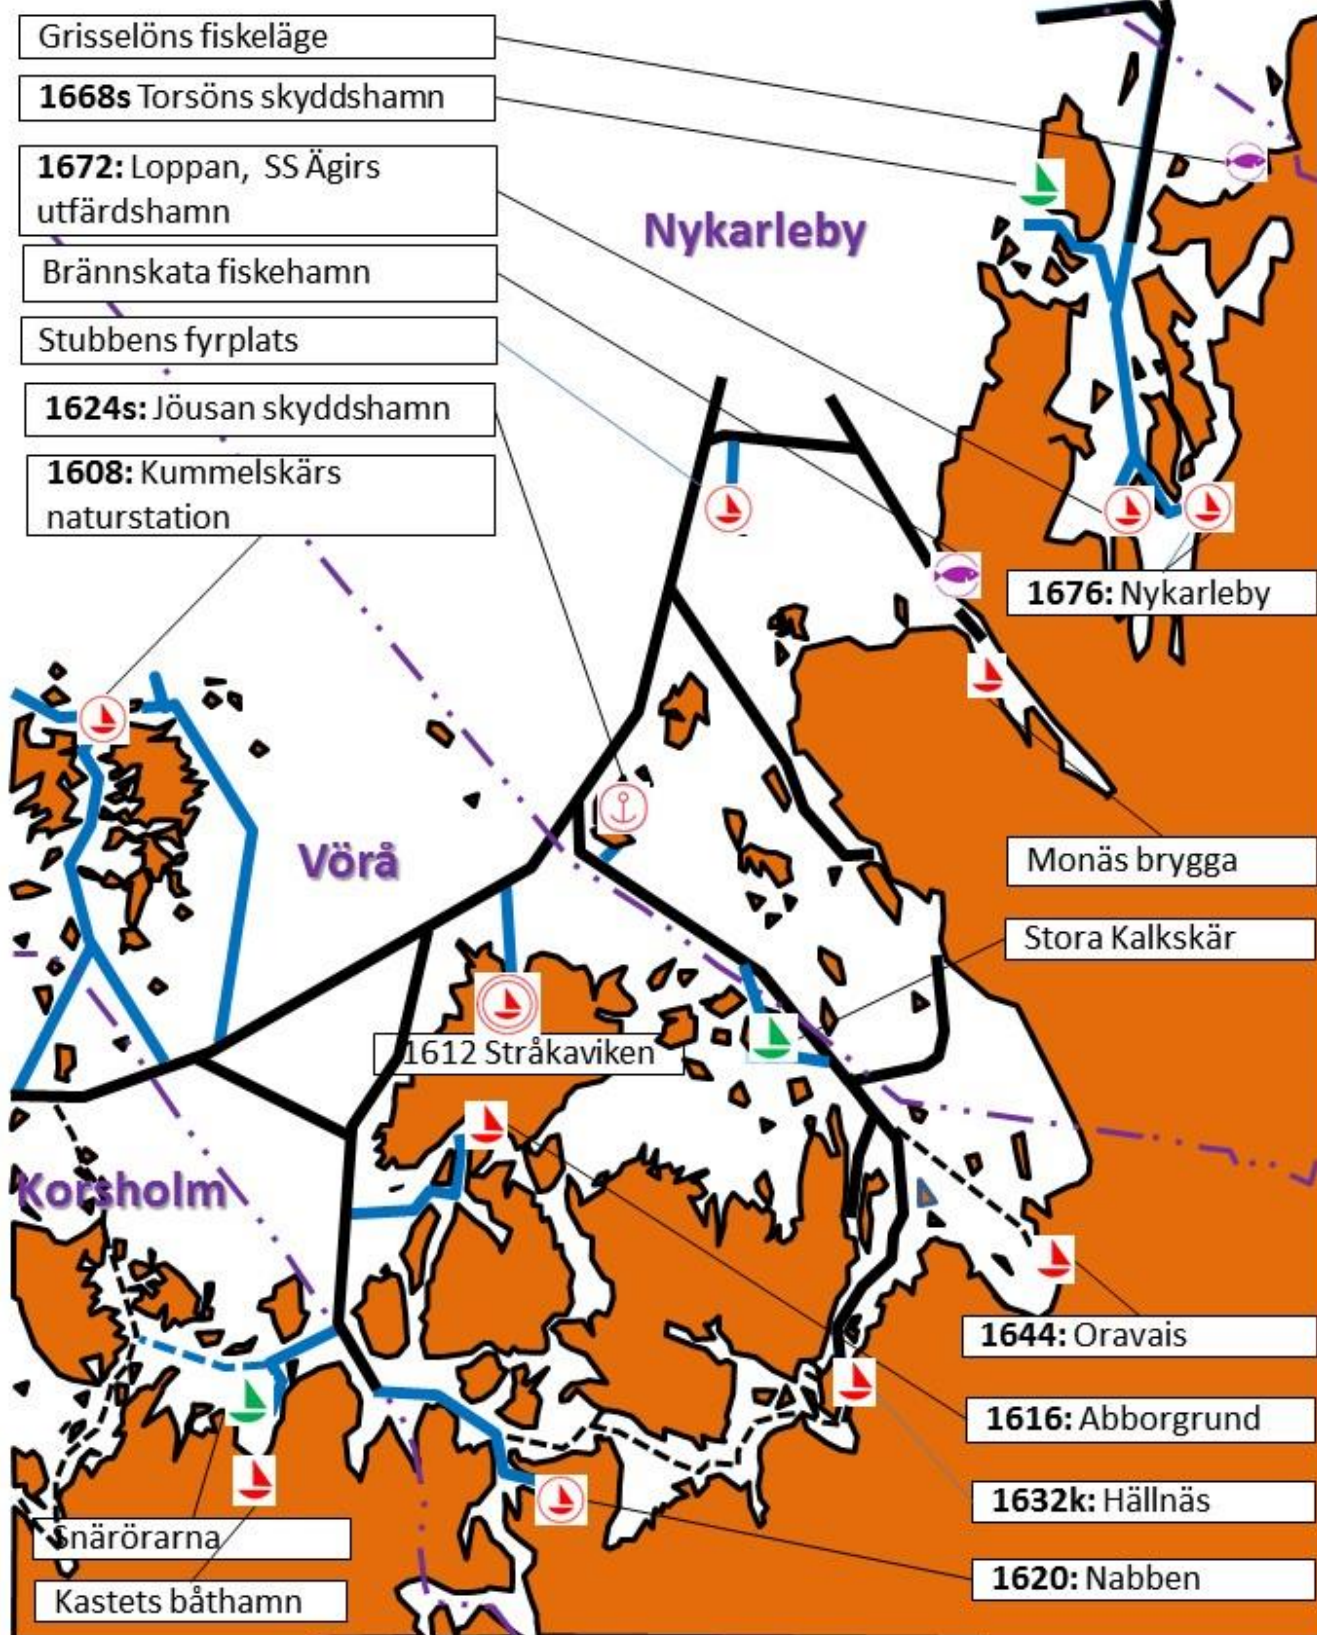 Grisselöns fiskeläge
1668s Torsöns skyddshamn
1672: Loppan, SS Ägirs
utfärdshamn
Nykarleby
Brännskata fiskehamn
Stubbens fyrplats
1624s: Jöusan skyddshamn
1608: Kummelskärs
naturstation
1676: Nykarleby
Vörå
Monäs brygga
Stora Kalkskär
1612 Stråkaviken
Korsholm
1644: Oravais
1616: Abborgrund
1632k: Hällnäs
1620: Nabben
Snärörarna
Kastets båthamn